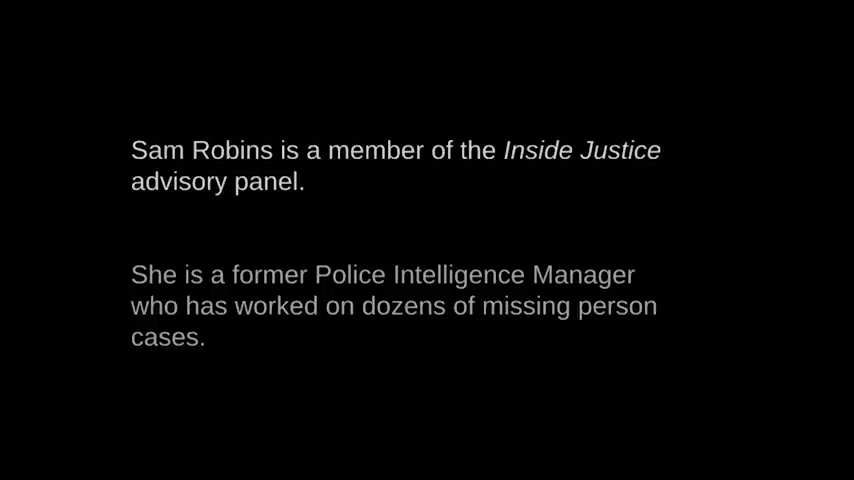 Sam Robins is a member of the Inside Justice
advisory panel.
She is a former Police Intelligence Manager
who has worked on dozens of missing person
cases.